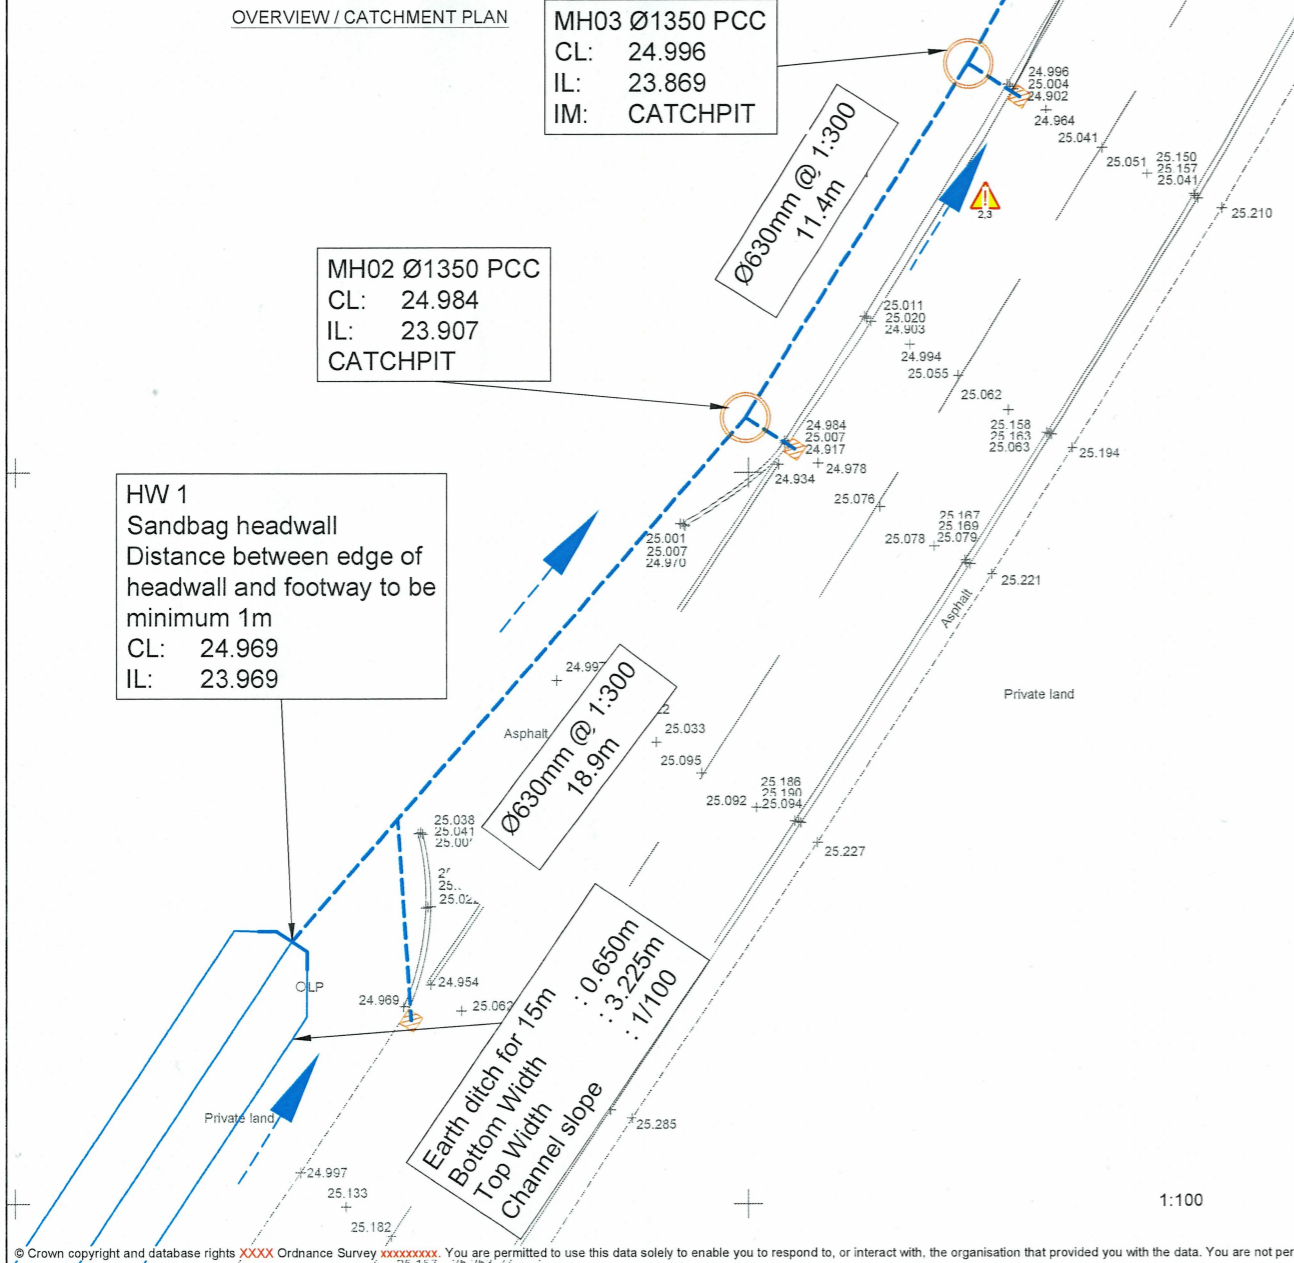 OVERVIEW / CATCHMENT PLAN
MH03 Ø1350 PCC
CL: 24.996
IL: 23.869
IM: CATCHPIT
24.996
25.004
24.902
24.964
25.041
25.051
25.150
25.157
25.041
25.210
Ø630mm @ 1:300
11.4m
2,3
MH02 Ø1350 PCC
CL: 24.984
IL: 23.907
CATCHPIT
25.011
25.020
24.903
24.994
25.055
25.062
25.158
25.163
25.063
25.194
24.984
25.007
24.917
24.978
24.934
25.076
25.167
25.169
25.078
25.079
25.221
25.001
25.007
24.970
HW 1
Sandbag headwall
Distance between edge of
headwall and footway to be
minimum 1m
CL: 24.969
IL: 23.969
Asphalt
Private land
24.997
Asphalt
Ø630mm @ 1:300
18.9m
25.033
25.095
25.186
25.190
25.092
25.094
25.227
25.038
25.041
24.954
24.969
25.062
Earth ditch for 15m
Bottom Width : 0.650m
Top Width : 3.225m
Channel slope : 1/100
25.285
Private land
24.997
25.133
25.182
1:100
© Crown copyright and database rights XXXX Ordnance Survey xxxxxxxxx. You are permitted to use this data solely to enable you to respond to, or interact with, the organisation that provided you with the data. You are not per